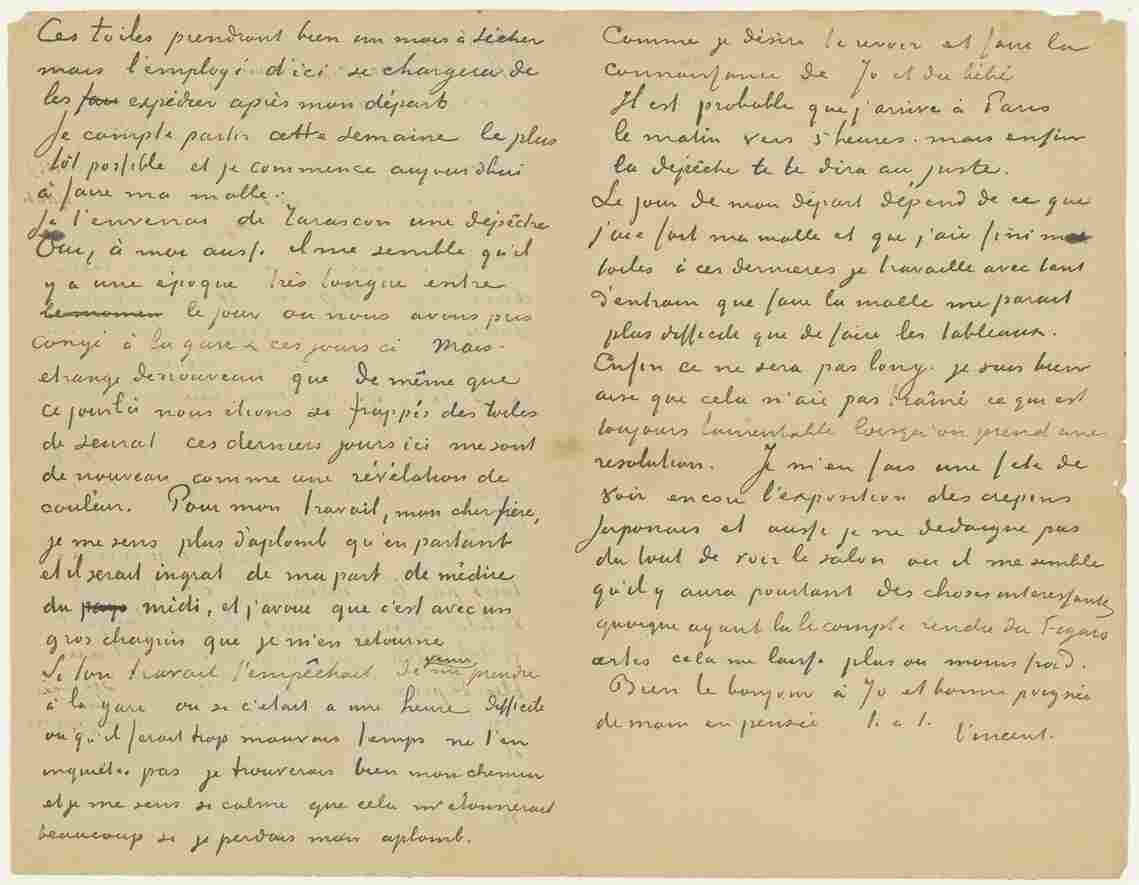 Ces toiles prendront bien un mois à sécher
mais l'employé d'ici se chargera de
les faire expédier après mon départ
Je compte partir cette semaine le plus
tôt possible et je commence aujourd'hui
à faire ma malle.
Je t'enverrai de Tarascon une dépêche
Oui, à moi aussi il me semble qu'il
y a une époque très longue entre
le momen le jour où nous avons pris
congé à la gare & ces jours ci Mais
etrange denouveau que de même que
ce jour là nous étions si frappés des toiles
de Seurat ces derniers jours ici me sont
de nouveau comme une révélation de
couleur. Pour mon travail, mon cher frère,
je me sens plus d'aplomb qu'en partant
et il serait ingrat de ma part de médire
du pays midi, et j'avoue que c'est avec un
gros chagrin que je m'en retourne
Si ton travail t'empêchait de me venir prendre
à la gare ou si c'était a une heure difficile
ou qu'il ferait trop mauvais temps ne t'en
inquiète pas je trouverais bien mon chemin
et je me sens si calme que cela m'etonnerait
beaucoup si je perdais mon aplomb.
Comme je désire te revoir et faire la
connaissance de Jo et du bébé
Il est probable que j'arrive à Paris
le matin vers 5 heures. mais enfin
la dépêche te le dira au juste.
Le jour de mon départ dépend de ce que
j'aie fait ma malle et que j'aie fini mes
toiles à ces dernieres je travaille avec tant
d'entrain que faire la malle me parait
plus difficile que de faire les tableaux.
Enfin ce ne sera pas long. je suis bien
aise que cela n'aie pas traîné ce qui est
toujours lamentable lorsqu'on prend une
resolution. Je m'en fais une fete de
voir encore l'exposition des crepons
Japonais et aussi je ne dedaigne pas
du tout de voir le salon où il me semble
qu'il y aura pourtant des choses interessantes
quoique ayant lu le compte rendu du Figaro
certes cela me laisse plus ou moins froid.
Bien le bonjour à Jo et bonne poignée
de main en pensée t. à t.
Vincent.